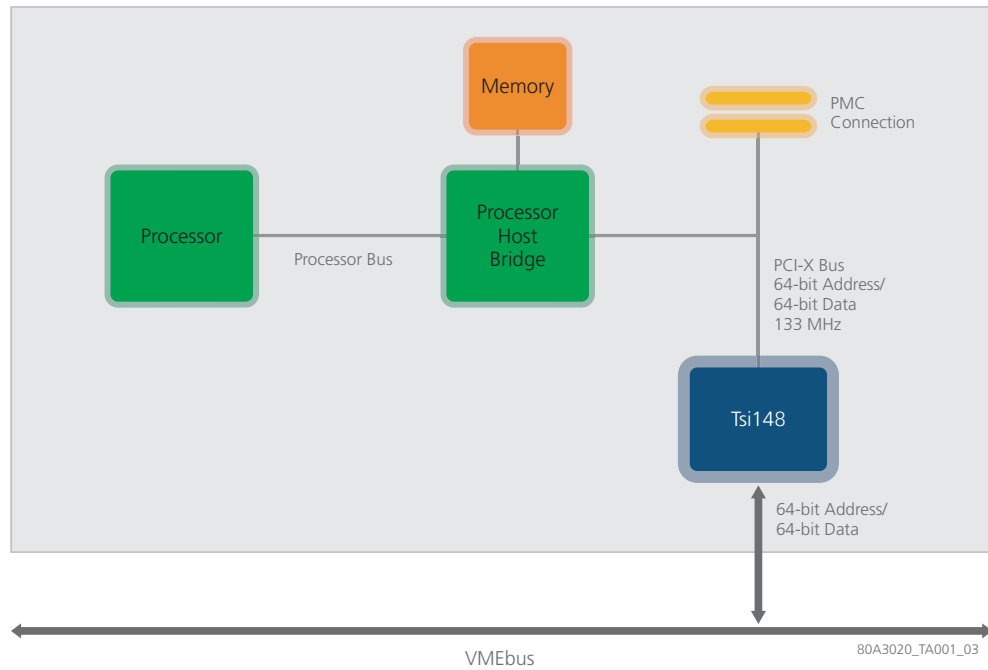 Memory
PMC
Connection
Processor
Processor Bus
Processor
Host
Bridge
PCI-X Bus
64-bit Address/
64-bit Data
133 MHz
Tsi148
64-bit Address/
64-bit Data
VMEbus
80A3020_TA001_03